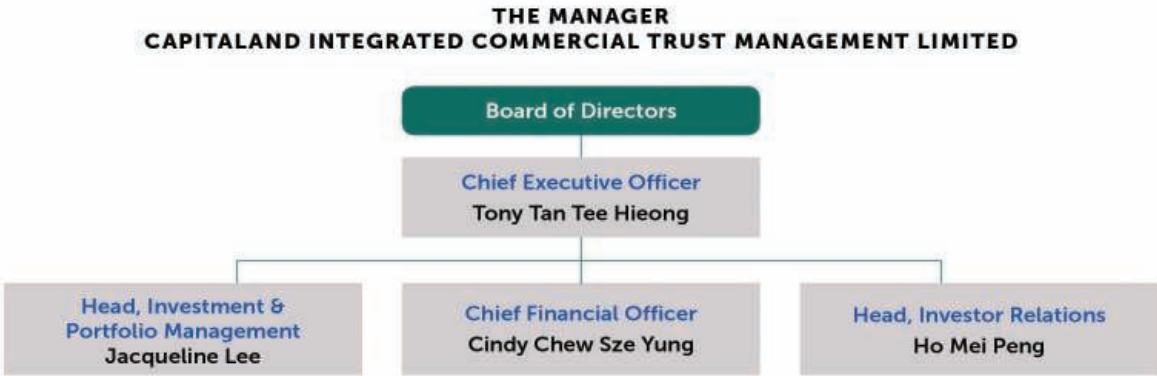 THE MANAGER
CAPITALAND INTEGRATED COMMERCIAL TRUST MANAGEMENT LIMITED
Board of Directors
Chief Executive Officer
Tony Tan Tee Hieong
Head, Investment &
Portfolio Management
Jacqueline Lee
Chief Financial Officer
Cindy Chew Sze Yung
Head, Investor Relations
Ho Mei Peng